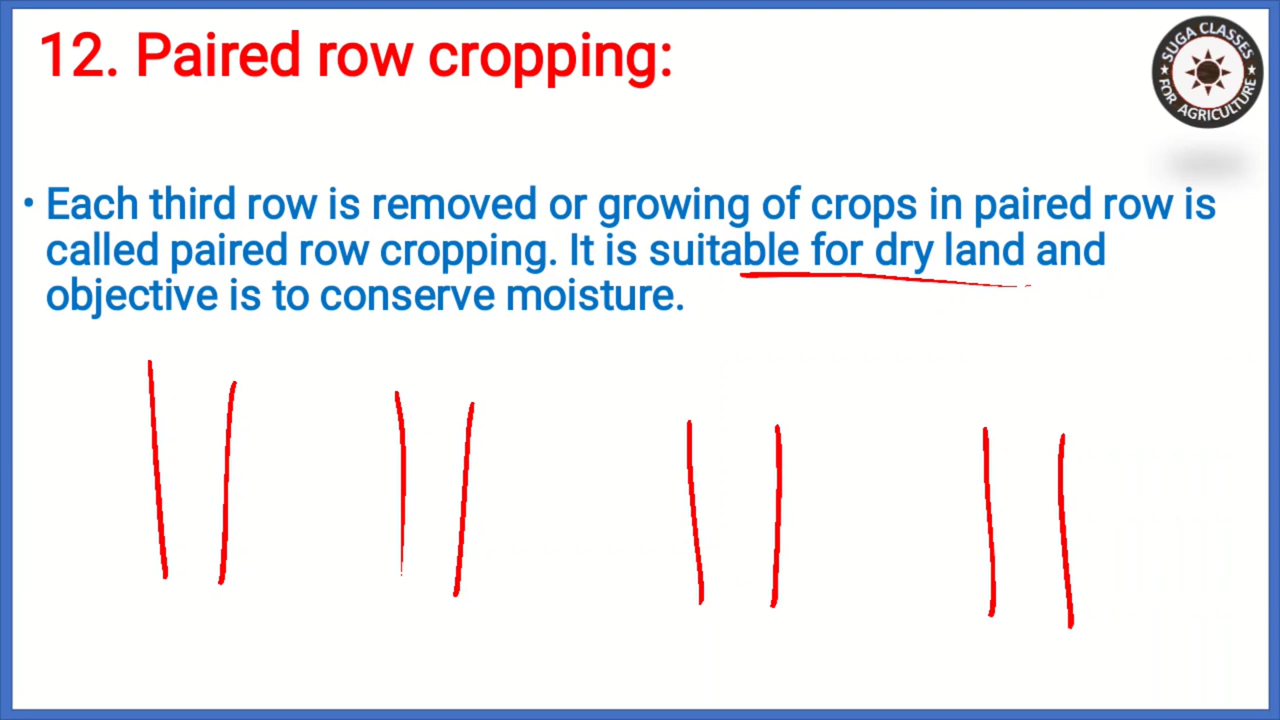 12. Paired row cropping:
SUGA CLASSES
FOR AGRICULTURE
• Each third row is removed or growing of crops in paired row is
called paired row cropping. It is suitable for dry land and
objective is to conserve moisture.